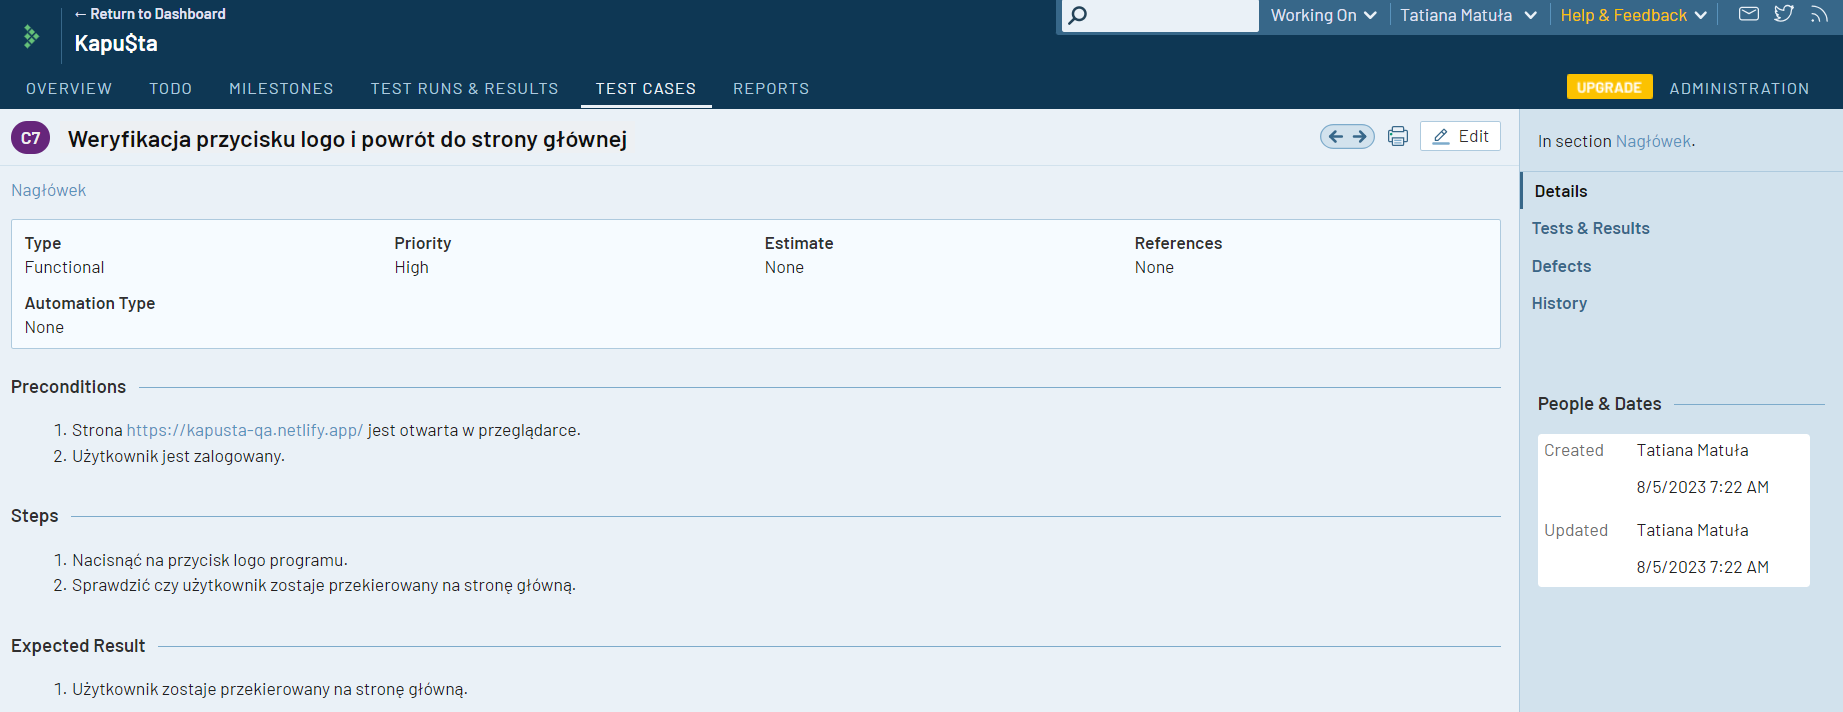 ← Return to Dashboard
Kapu$ta
Working On
Tatiana Matuła
Help & Feedback
OVERVIEW TODO MILESTONES TEST RUNS & RESULTS TEST CASES REPORTS
UPGRADE ADMINISTRATION
C7 Weryfikacja przycisku logo i powrót do strony głównej
Edit
In section Nagłówek.
Nagłówek
Details
Tests & Results
Defects
History
Type Priority Estimate References
Functional High None None
Automation Type
None
Preconditions
1. Strona https://kapusta-qa.netlify.app/ jest otwarta w przeglądarce.
2. Użytkownik jest zalogowany.
Steps
1. Nacisnąć na przycisk logo programu.
2. Sprawdzić czy użytkownik zostaje przekierowany na stronę główną.
Expected Result
1. Użytkownik zostaje przekierowany na stronę główną.
People & Dates
Created Tatiana Matuła
8/5/2023 7:22 AM
Updated Tatiana Matuła
8/5/2023 7:22 AM